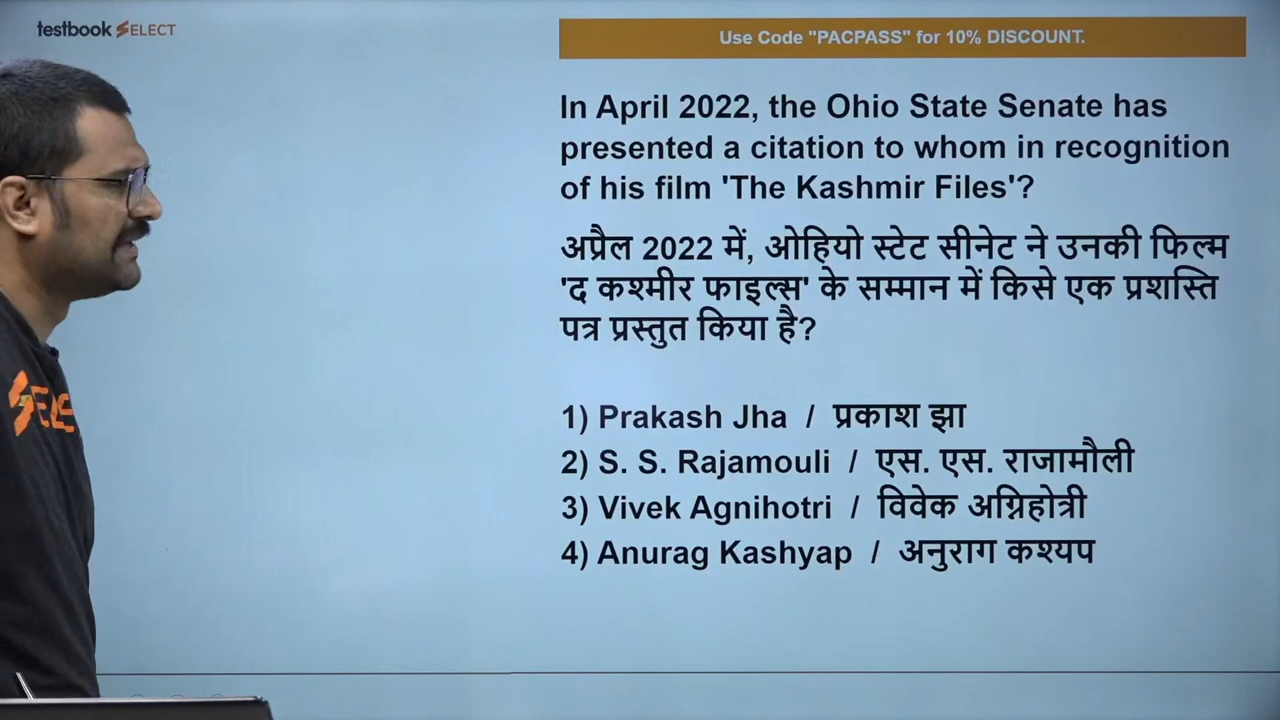 testbook SELECT
Use Code "PACPASS" for 10% DISCOUNT.
In April 2022, the Ohio State Senate has
presented a citation to whom in recognition
of his film 'The Kashmir Files'?
अप्रैल 2022 में, ओहियो स्टेट सीनेट ने उनकी फिल्म
'द कश्मीर फाइल्स' के सम्मान में किसे एक प्रशस्ति
पत्र प्रस्तुत किया है?
1) Prakash Jha / प्रकाश झा
2) S. S. Rajamouli / एस. एस. राजामौली
3) Vivek Agnihotri / विवेक अग्निहोत्री
4) Anurag Kashyap / अनुराग कश्यप